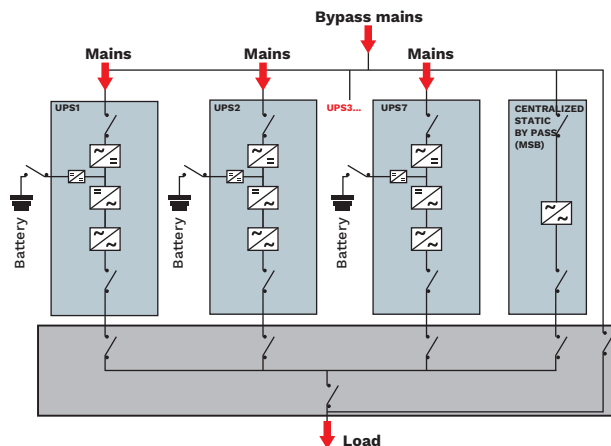 Bypass mains
Mains
Mains
Mains
UPS1
UPS2
UPS3...
UPS7
CENTRALIZED
STATIC
BY PASS
(MSB)
Battery
Battery
Battery
Load